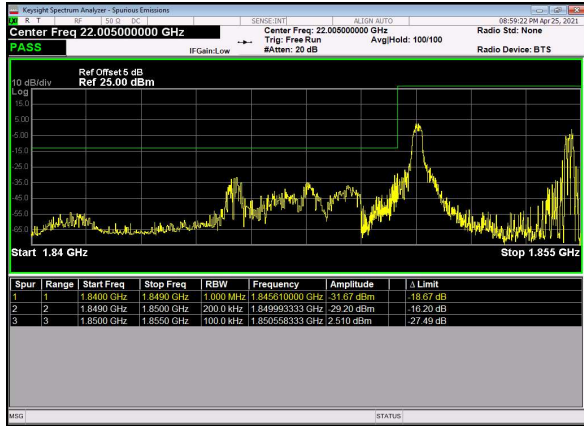 Keysight Spectrum Analyzer - Spurious Emissions
R T RF 50 Ω DC SENSE:INT ALIGN AUTO 08:59:22 PM Apr 25, 2021
Center Freq 22.005000000 GHz Center Freq: 22.005000000 GHz Radio Std: None
Trig: Free Run Avg|Hold: 100/100
PASS IFGain:Low #Atten: 20 dB Radio Device: BTS
Ref Offset 6 dB
10 dB/div Ref 25.00 dBm
Log
15.0
5.00
-5.00
-15.0
-25.0
-35.0
-45.0
-55.0
-65.0
Start 1.84 GHz Stop 1.855 GHz
Spur Range Start Freq Stop Freq RBW Frequency Amplitude Δ Limit
1 1 1.8400 GHz 1.8490 GHz 1.000 MHz 1.845610000 GHz -31.67 dBm -18.67 dB
2 2 1.8490 GHz 1.8500 GHz 200.0 kHz 1.849993333 GHz -29.20 dBm -16.20 dB
3 3 1.8500 GHz 1.8550 GHz 100.0 kHz 1.850558333 GHz 2.510 dBm -27.49 dB
MSG STATUS